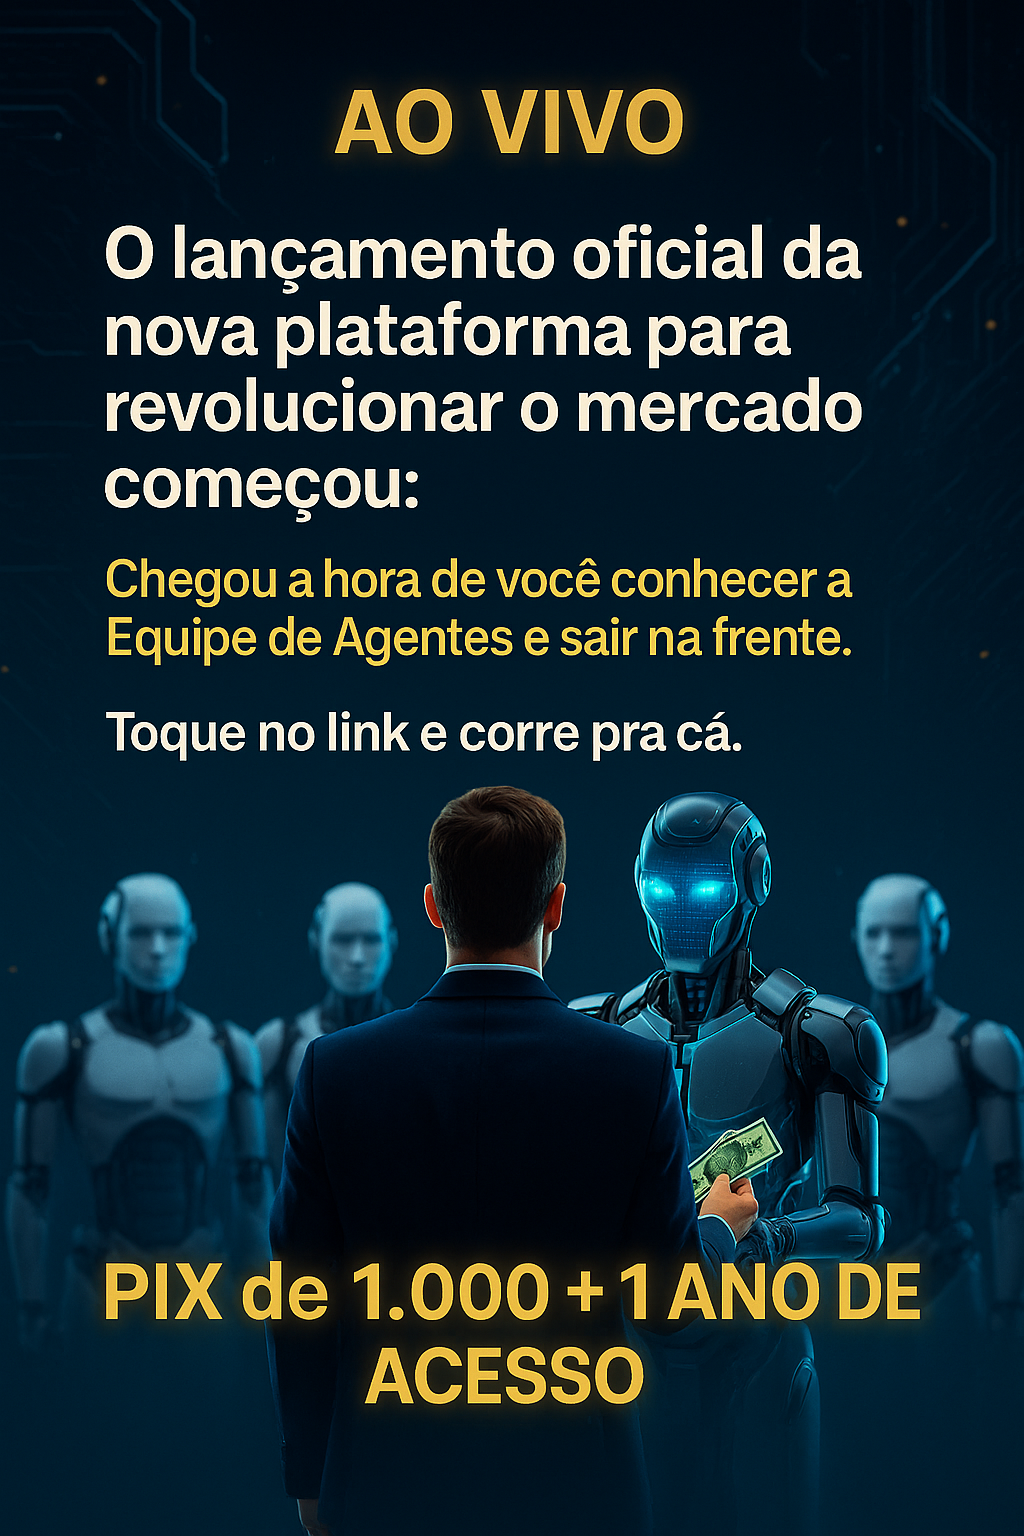 AO VIVO
O lançamento oficial da
nova plataforma para
revolucionar o mercado
começou:
Chegou a hora de você conhecer a
Equipe de Agentes e sair na frente.
Toque no link e corre pra cá.
PIX de 1.000 + 1 ANO DE
ACESSO